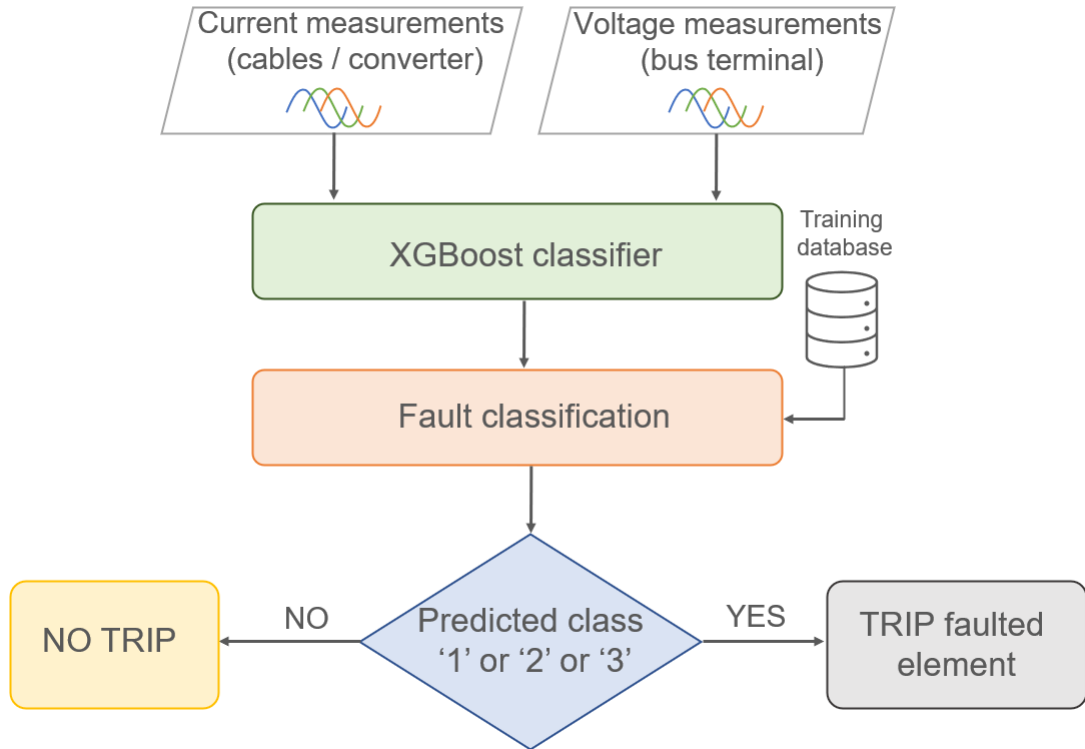 Current measurements
(cables / converter)
Voltage measurements
(bus terminal)
XGBoost classifier
Training
database
Fault classification
Predicted class
‘1’ or ‘2’ or ‘3’
NO
YES
NO TRIP
TRIP faulted
element